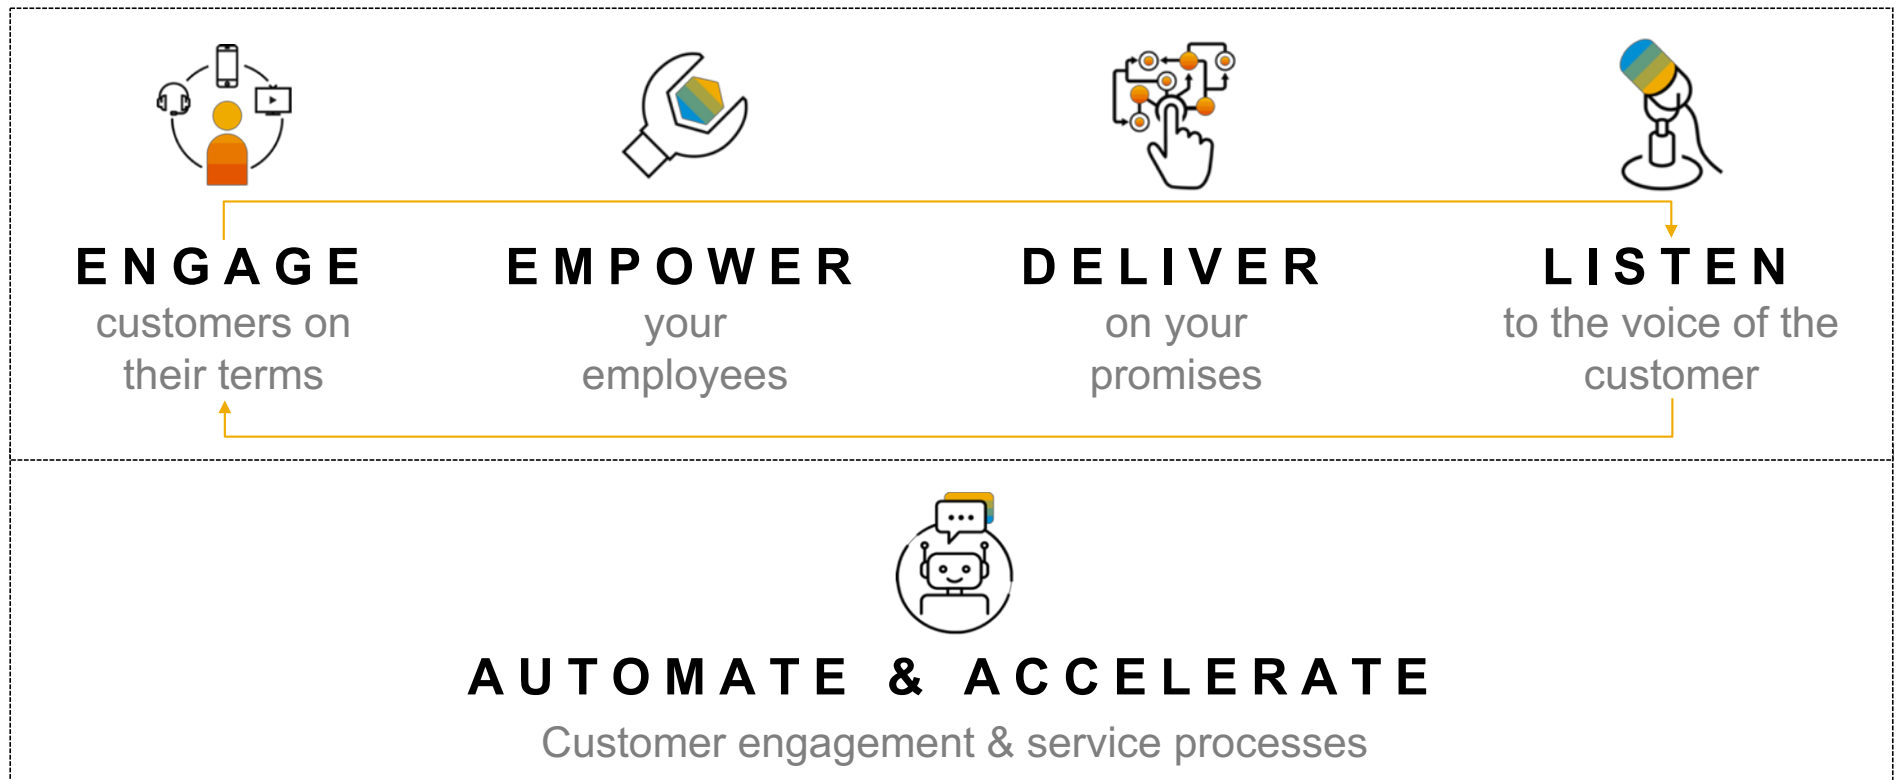 ENGAGE
customers on
their terms
EMPOWER
your
employees
DELIVER
on your
promises
LISTEN
to the voice of the
customer
AUTOMATE & ACCELERATE
Customer engagement & service processes